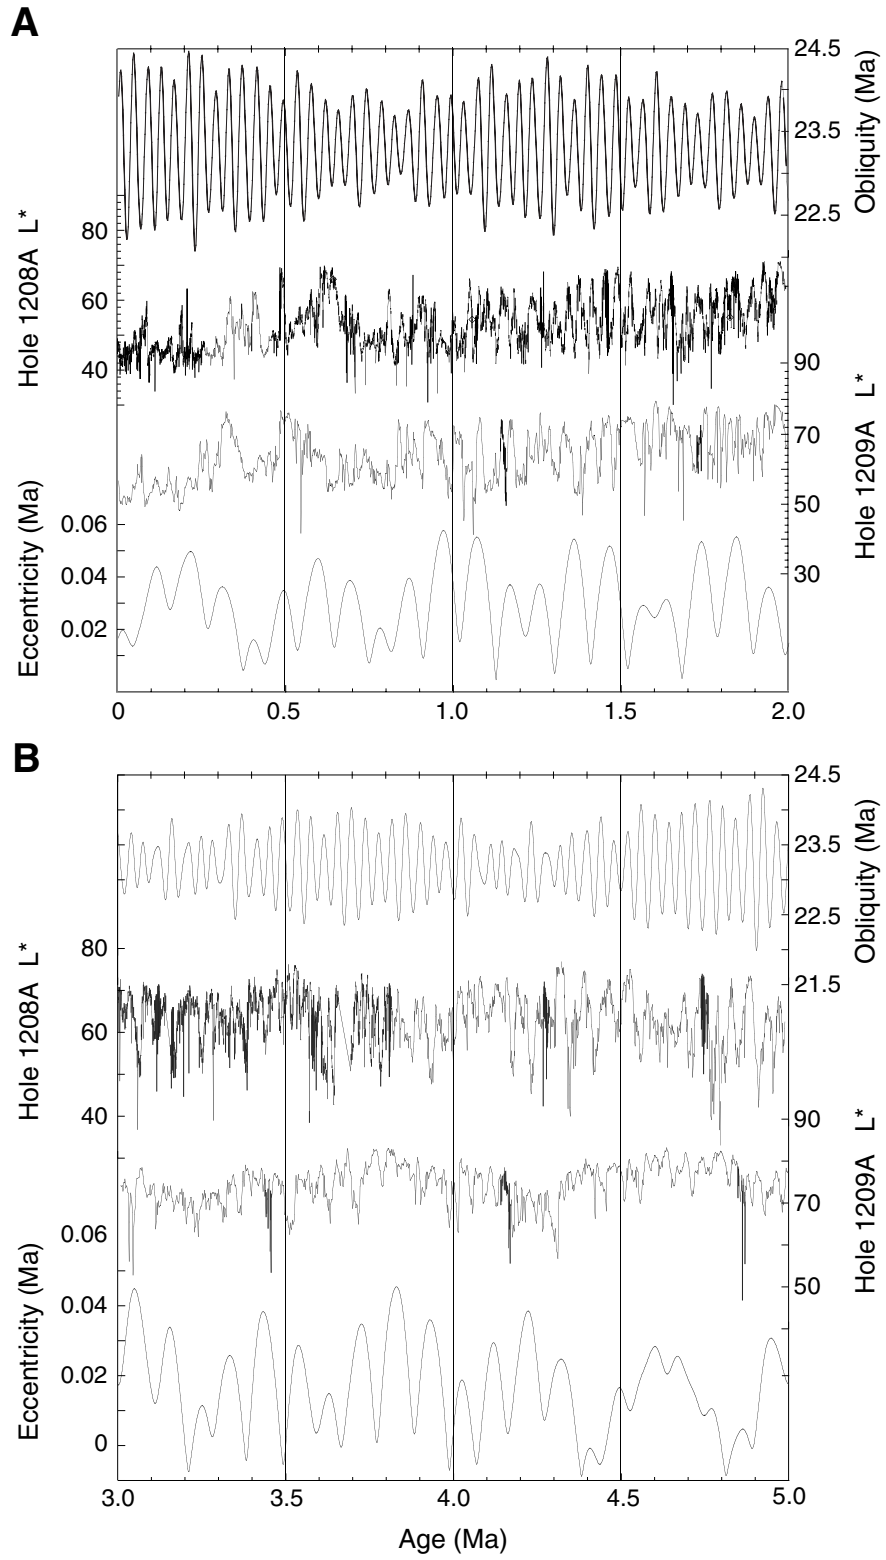 A
24.5
23.5
22.5
Obliquity (Ma)
80
60
40
Hole 1208A L*
90
70
50
30
Hole 1209A L*
0.06
0.04
0.02
Eccentricity (Ma)
0 0.5 1.0 1.5 2.0
B
24.5
23.5
22.5
21.5
Obliquity (Ma)
80
60
40
Hole 1208A L*
90
70
50
Hole 1209A L*
0.06
0.04
0.02
0
Eccentricity (Ma)
3.0 3.5 4.0 4.5 5.0
Age (Ma)